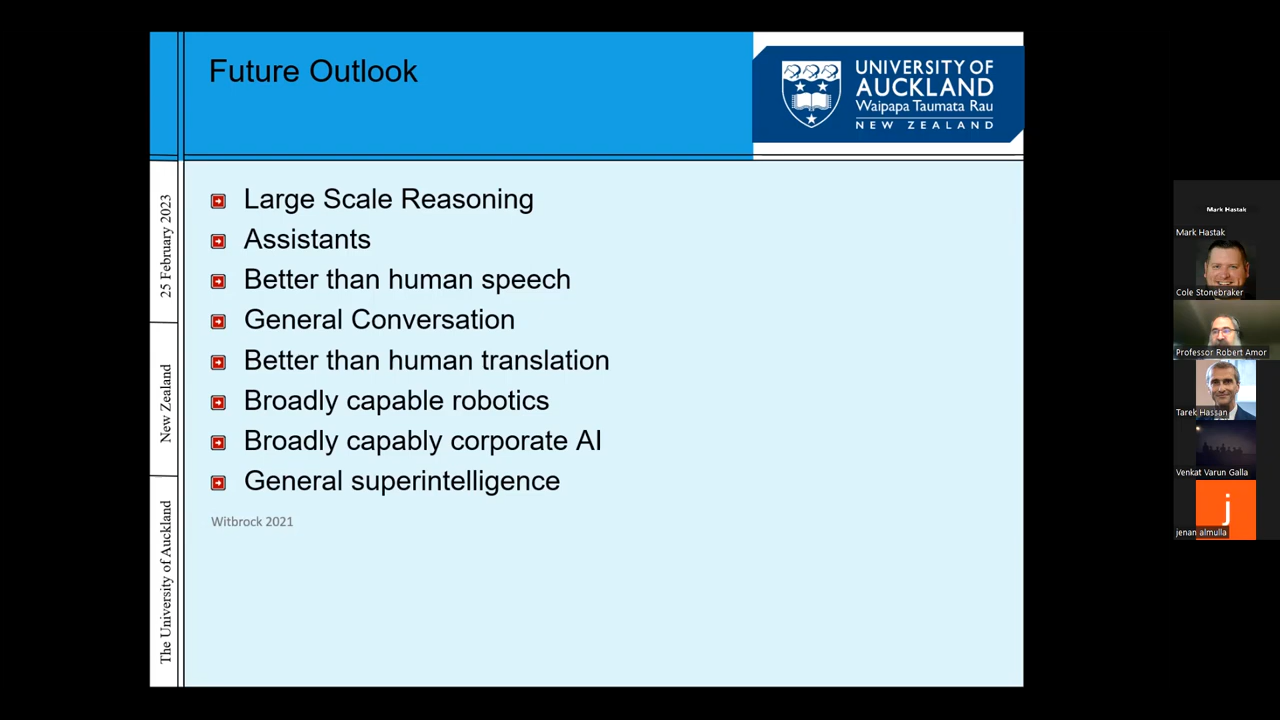 Future Outlook
UNIVERSITY OF
AUCKLAND
Waipapa Taumata Rau
NEW ZEALAND
25 February 2023
New Zealand
The University of Auckland
Large Scale Reasoning
Assistants
Better than human speech
General Conversation
Better than human translation
Broadly capable robotics
Broadly capably corporate AI
General superintelligence
Witbrock 2021
Mark Hastak
Mark Hastak
Cole Stonebraker
Professor Robert Amor
Tarek Hassan
Venkat Varun Galla
j
jenan almulla